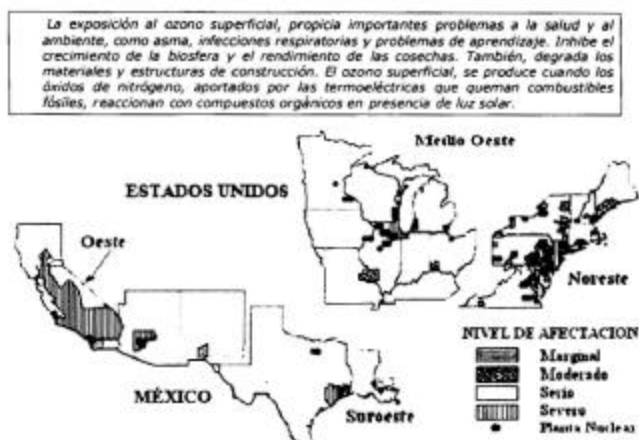 La exposición al ozono superficial, propicia importantes problemas a la salud y al
ambiente, como asma, infecciones respiratorias y problemas de aprendizaje. Inhibe el
crecimiento de la biosfera y el rendimiento de las cosechas. También, degrada los
materiales y estructuras de construcción. El ozono superficial, se produce cuando los
óxidos de nitrógeno, aportados por las termoeléctricas que queman combustibles
fósiles, reaccionan con compuestos orgánicos en presencia de luz solar.
Medio Oeste
ESTADOS UNIDOS
Oeste
Noreste
NIVEL DE AFECTACION
Marginal
Moderado
Serio
Severo
Planta Nuclear
MÉXICO
Suroeste